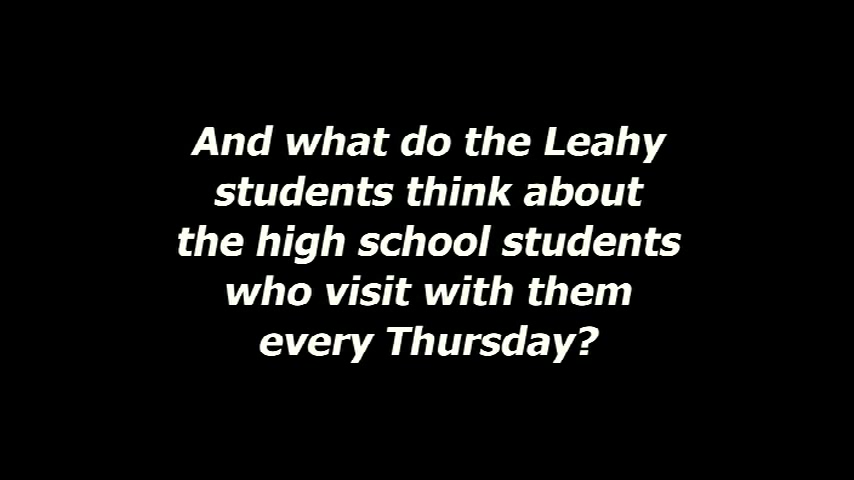 And what do the Leahy
students think about
the high school students
who visit with them
every Thursday?